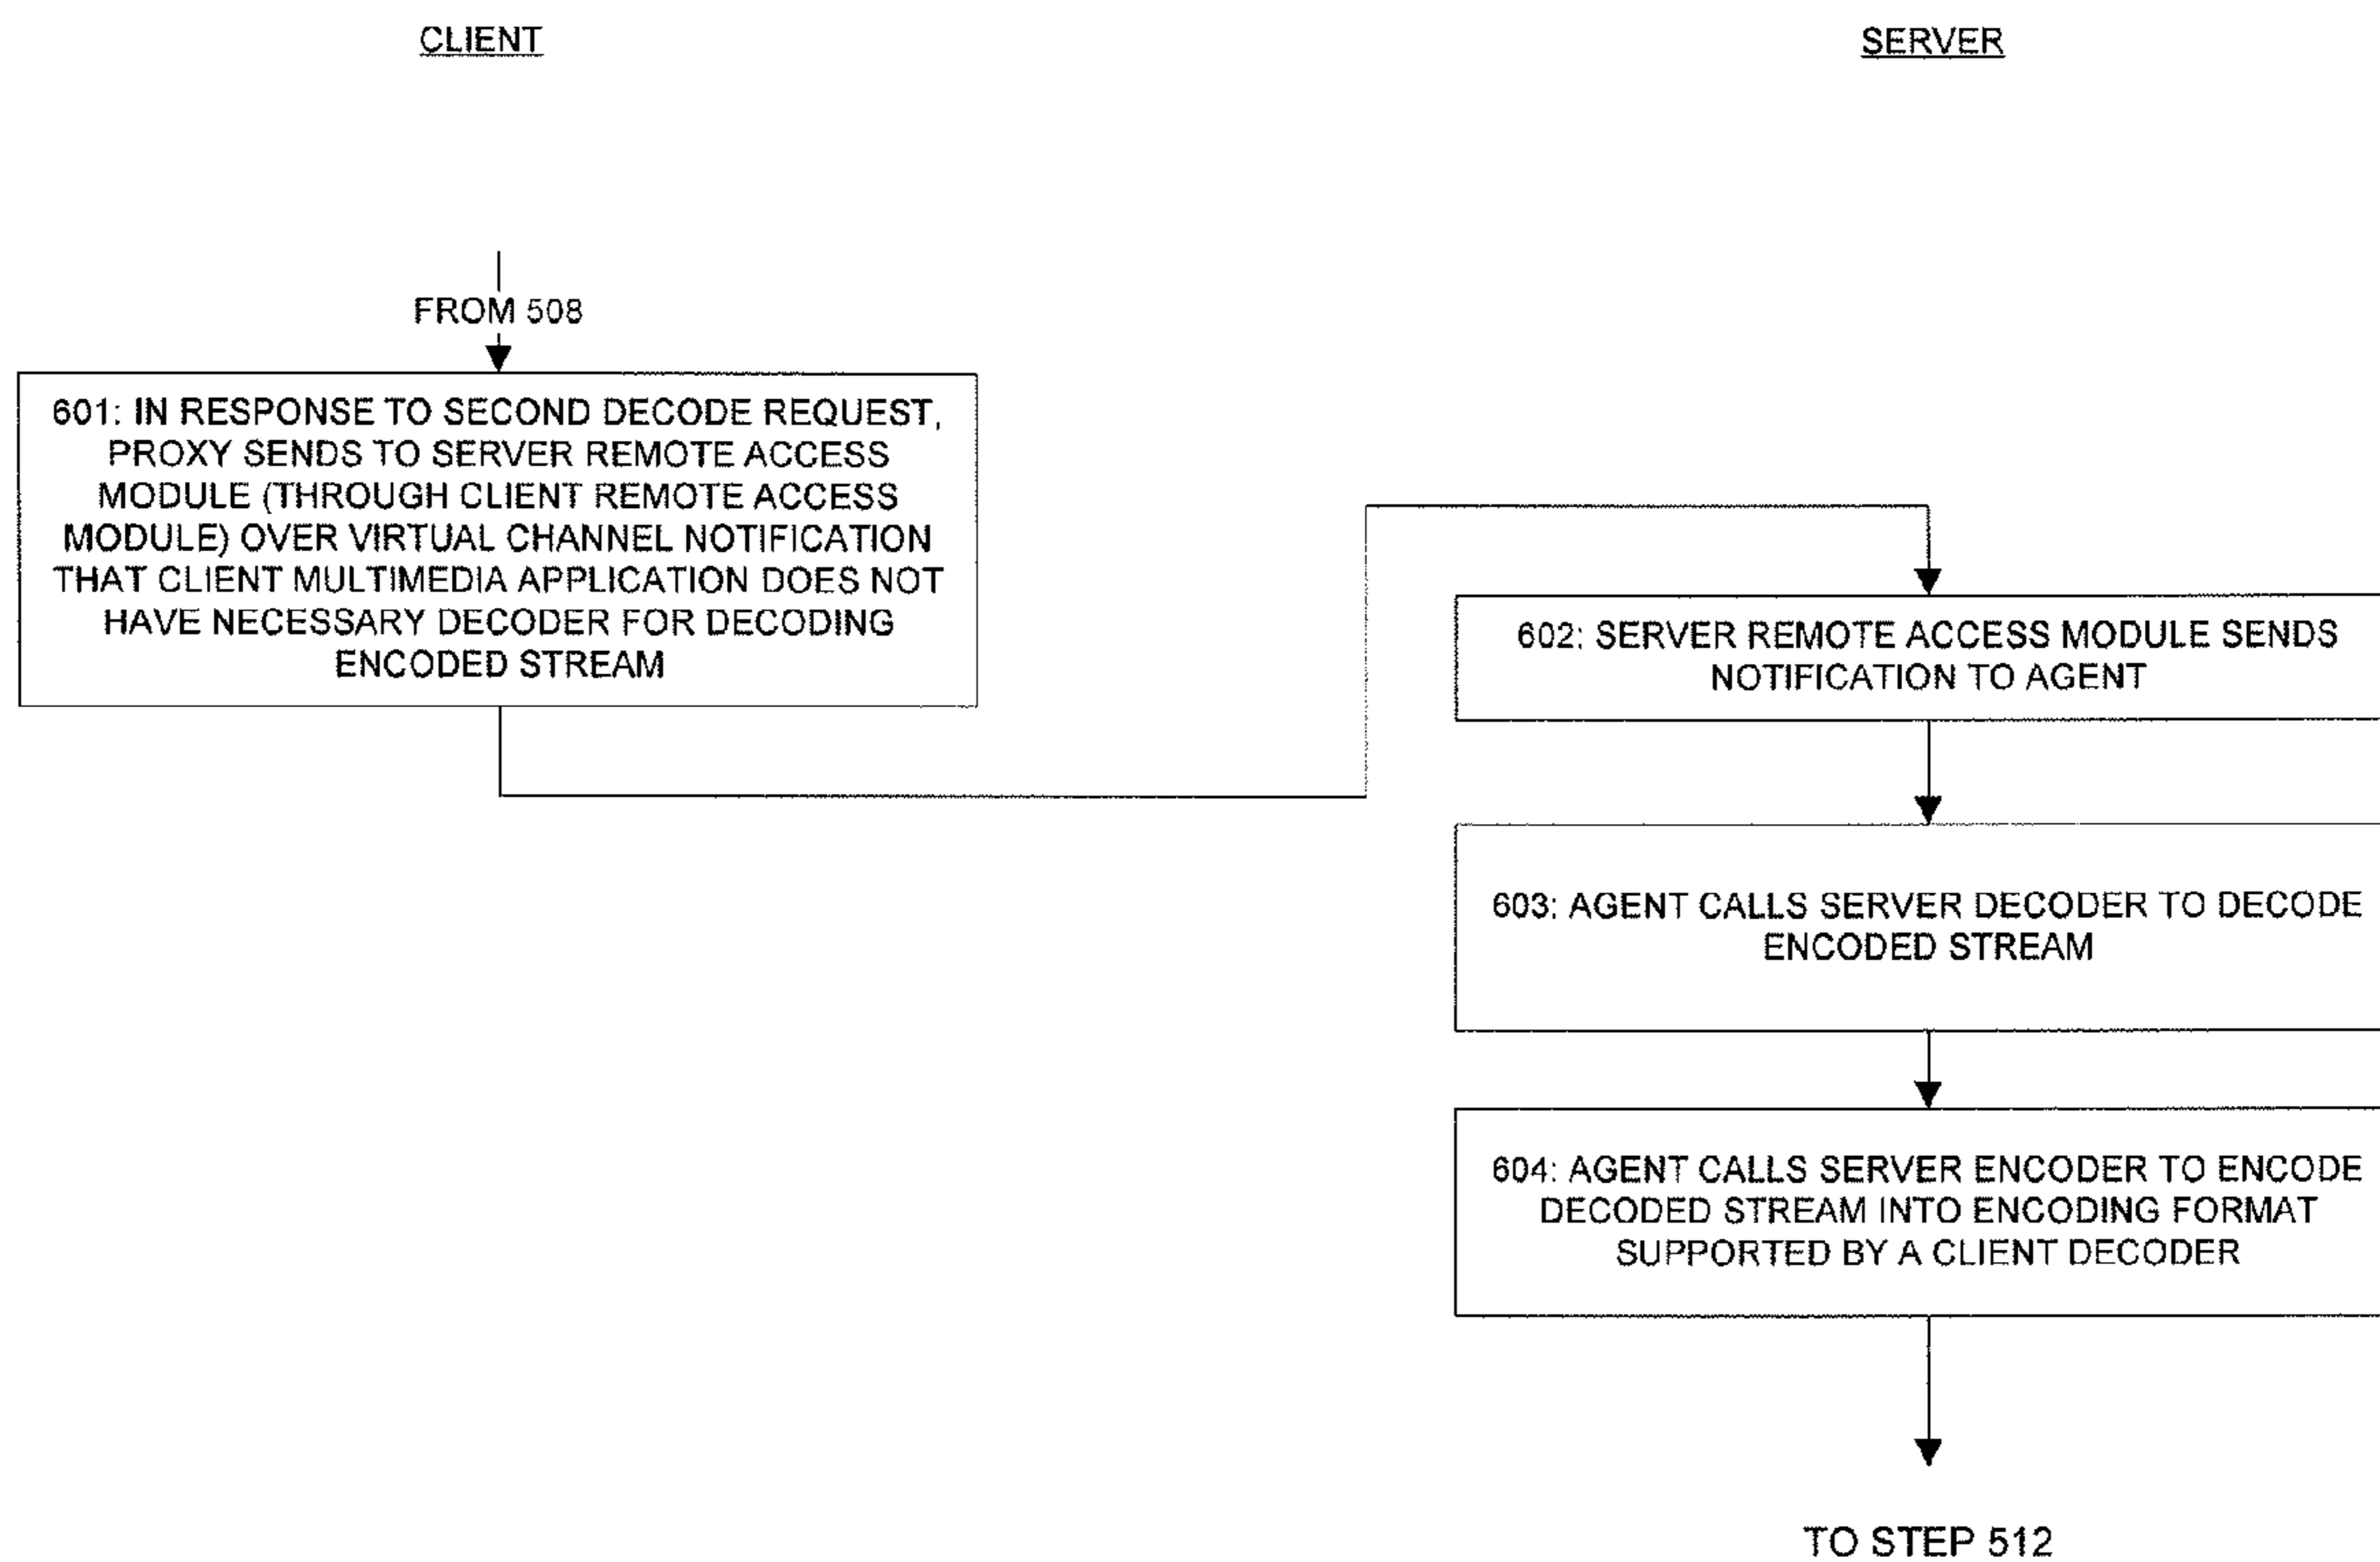 CLIENT
SERVER
FROM 508
601: IN RESPONSE TO SECOND DECODE REQUEST,
PROXY SENDS TO SERVER REMOTE ACCESS
MODULE (THROUGH CLIENT REMOTE ACCESS
MODULE) OVER VIRTUAL CHANNEL NOTIFICATION
THAT CLIENT MULTIMEDIA APPLICATION DOES NOT
HAVE NECESSARY DECODER FOR DECODING
ENCODED STREAM
602: SERVER REMOTE ACCESS MODULE SENDS
NOTIFICATION TO AGENT
603: AGENT CALLS SERVER DECODER TO DECODE
ENCODED STREAM
604: AGENT CALLS SERVER ENCODER TO ENCODE
DECODED STREAM INTO ENCODING FORMAT
SUPPORTED BY A CLIENT DECODER
TO STEP 512